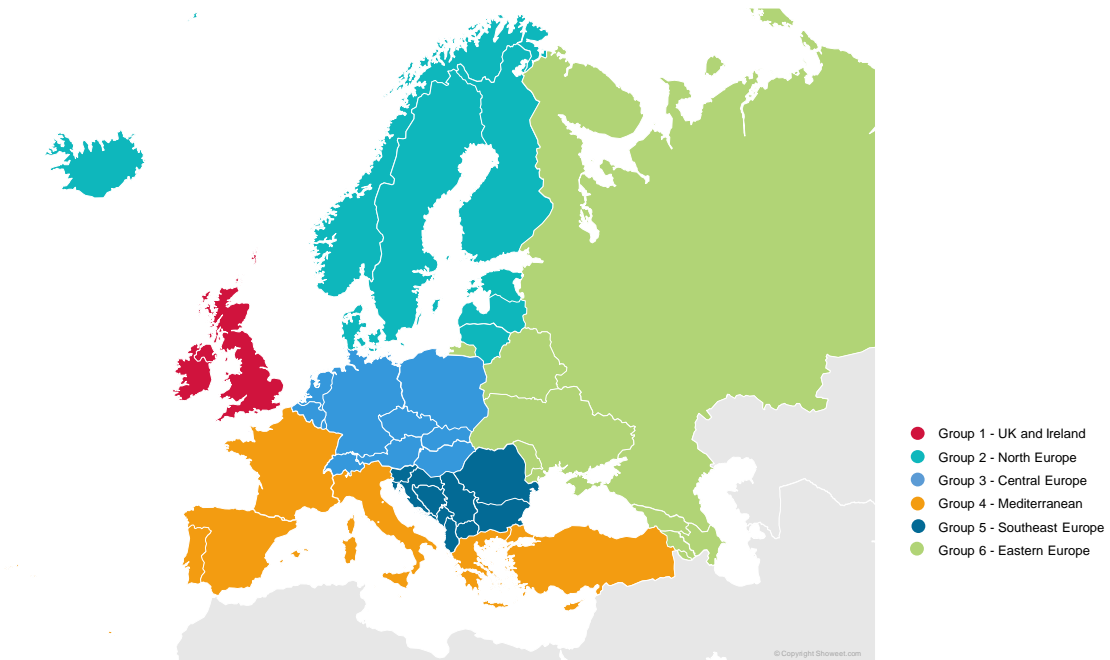 Group 1 - UK and Ireland
Group 2 - North Europe
Group 3 - Central Europe
Group 4 - Mediterranean
Group 5 - Southeast Europe
Group 6 - Eastern Europe
© Copyright Showeet.com